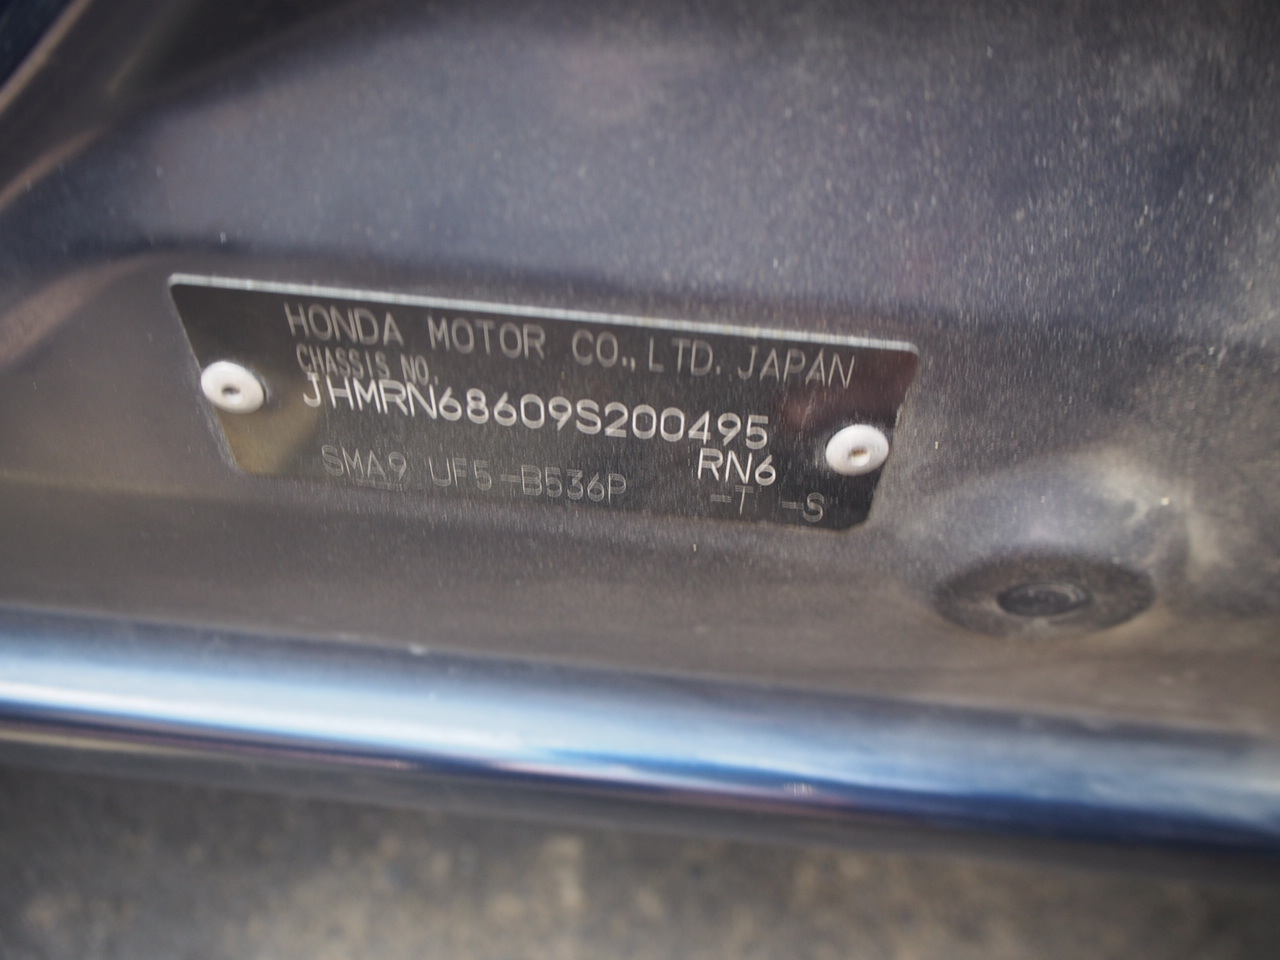 HONDA MOTOR CO., LTD. JAPAN
CHASSIS NO.
JHMRN68609S200495
RN6
SMA9 UF5-B536P -T -S